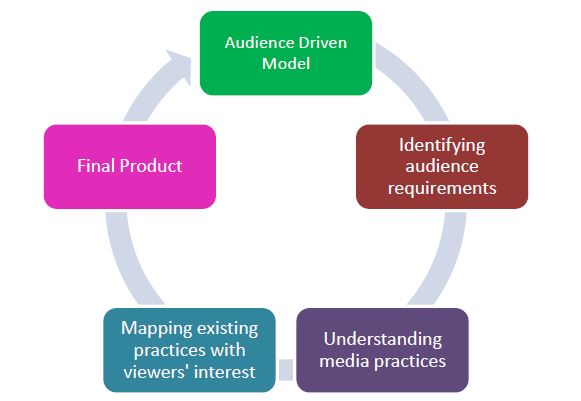 Audience Driven
Model
Identifying
audience
requirements
Understanding
media practices
Mapping existing
practices with
viewers' interest
Final Product